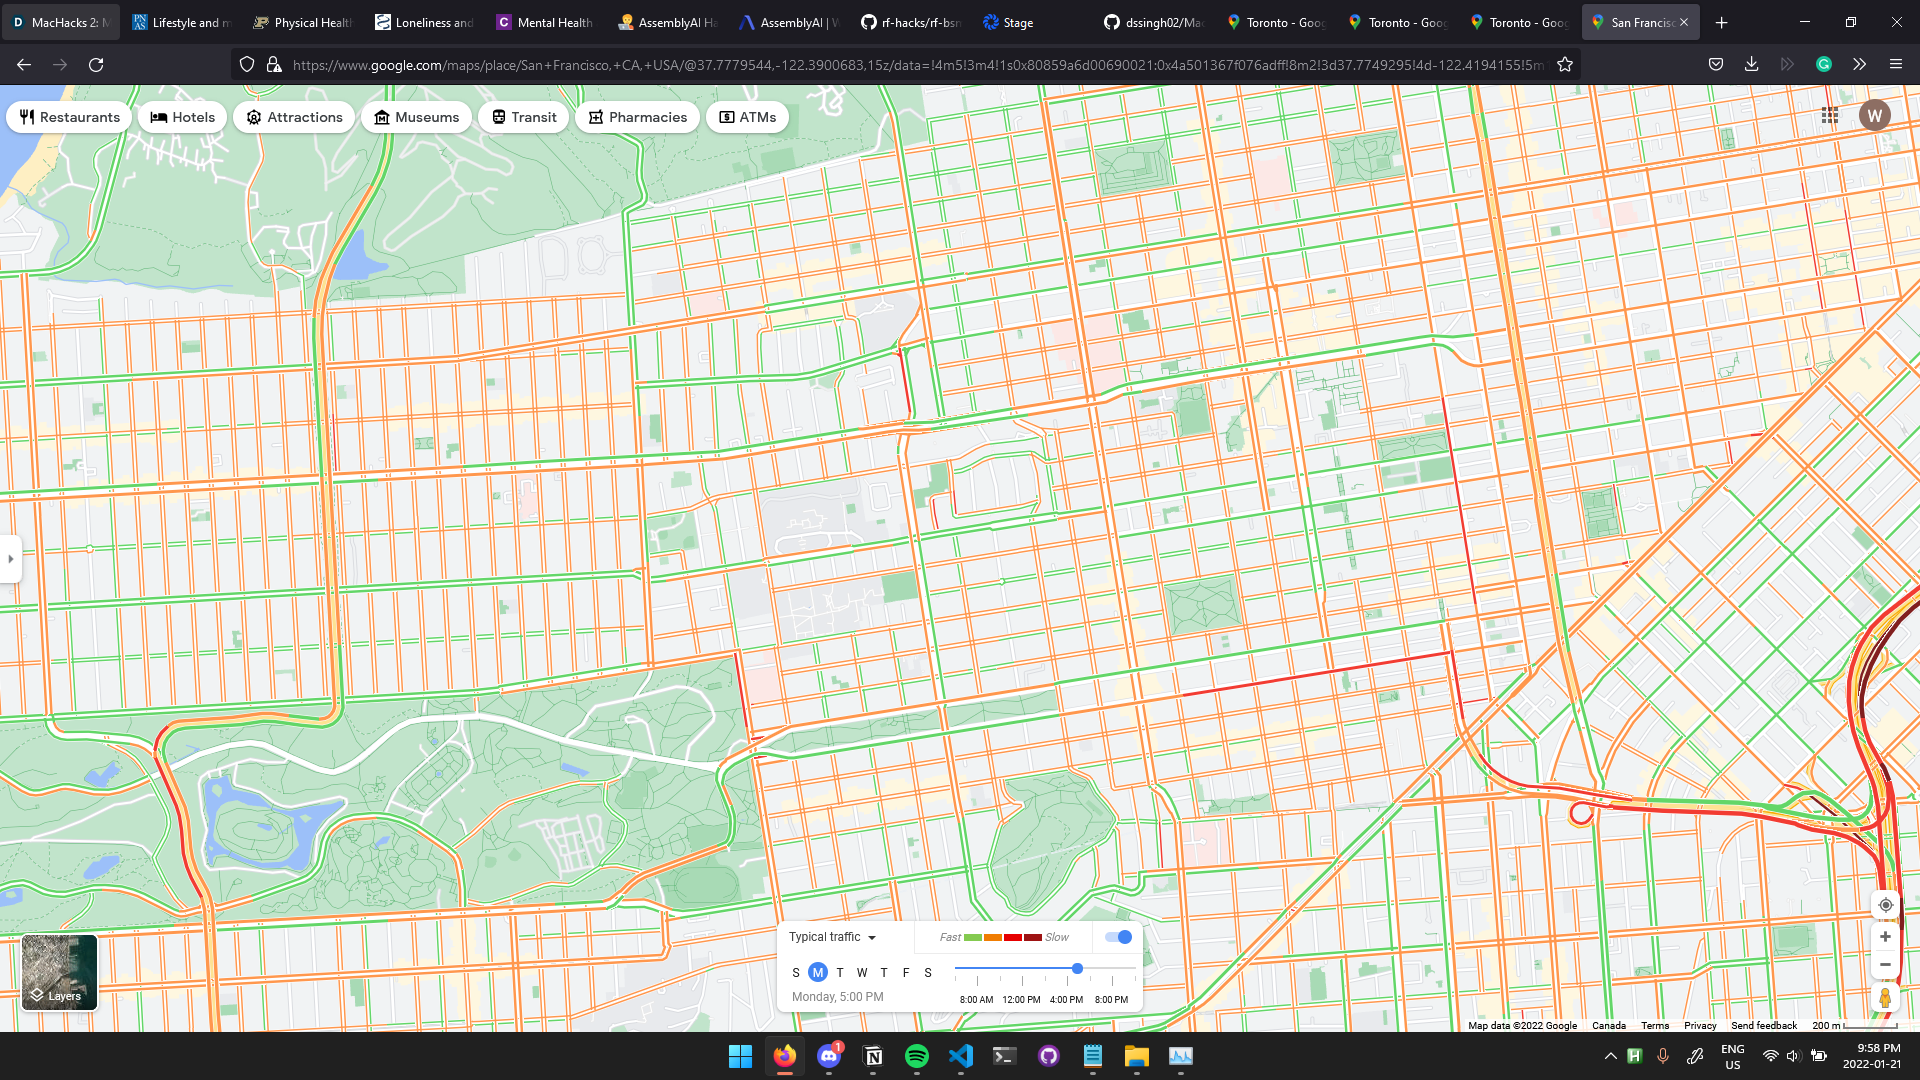 MacHacks 2: M
Lifestyle and m
Physical Health
Loneliness and
Mental Health
AssemblyAI Ha
AssemblyAI | W
rf-hacks/rf-bsn
Stage
dssingh02/Mac
Toronto - Goog
Toronto - Goog
Toronto - Goog
San Francisc
https://www.google.com/maps/place/San+Francisco,+CA,+USA/@37.7779544,-122.3900683,15z/data=!4m5!3m4!1s0x80859a6d00690021:0x4a501367f076adff!8m2!3d37.7749295!4d-122.4194155!5m1
Restaurants
Hotels
Attractions
Museums
Transit
Pharmacies
ATMs
W
Typical traffic
Fast
Slow
S M T W T F S
Monday, 5:00 PM
8:00 AM 12:00 PM 4:00 PM 8:00 PM
Layers
Map data ©2022 Google Canada Terms Privacy Send feedback 200 m
1
ENG
US
9:58 PM
2022-01-21